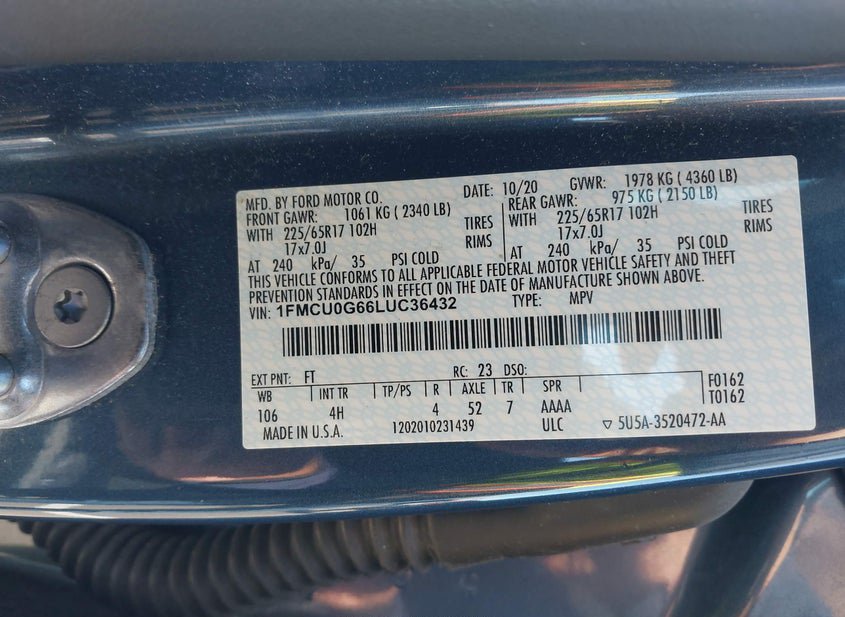 MFD. BY FORD MOTOR CO. DATE: 10/20 GVWR: 1978 KG ( 4360 LB)
FRONT GAWR: 1061 KG ( 2340 LB) REAR GAWR: 975 KG ( 2150 LB)
WITH 225/65R17 102H TIRES WITH 225/65R17 102H TIRES
17x7.0J RIMS 17x7.0J RIMS
AT 240 kPa/ 35 PSI COLD AT 240 kPa/ 35 PSI COLD
THIS VEHICLE CONFORMS TO ALL APPLICABLE FEDERAL MOTOR VEHICLE SAFETY AND THEFT
PREVENTION STANDARDS IN EFFECT ON THE DATE OF MANUFACTURE SHOWN ABOVE.
VIN: 1FMCU0G66LUC36432 TYPE: MPV
EXT PNT: FT RC: 23 DSO:
WB INT TR TP/PS R AXLE TR SPR F0162
106 4H 4 52 7 AAAA T0162
MADE IN U.S.A. 1202010231439 ULC ▽ 5U5A-3520472-AA